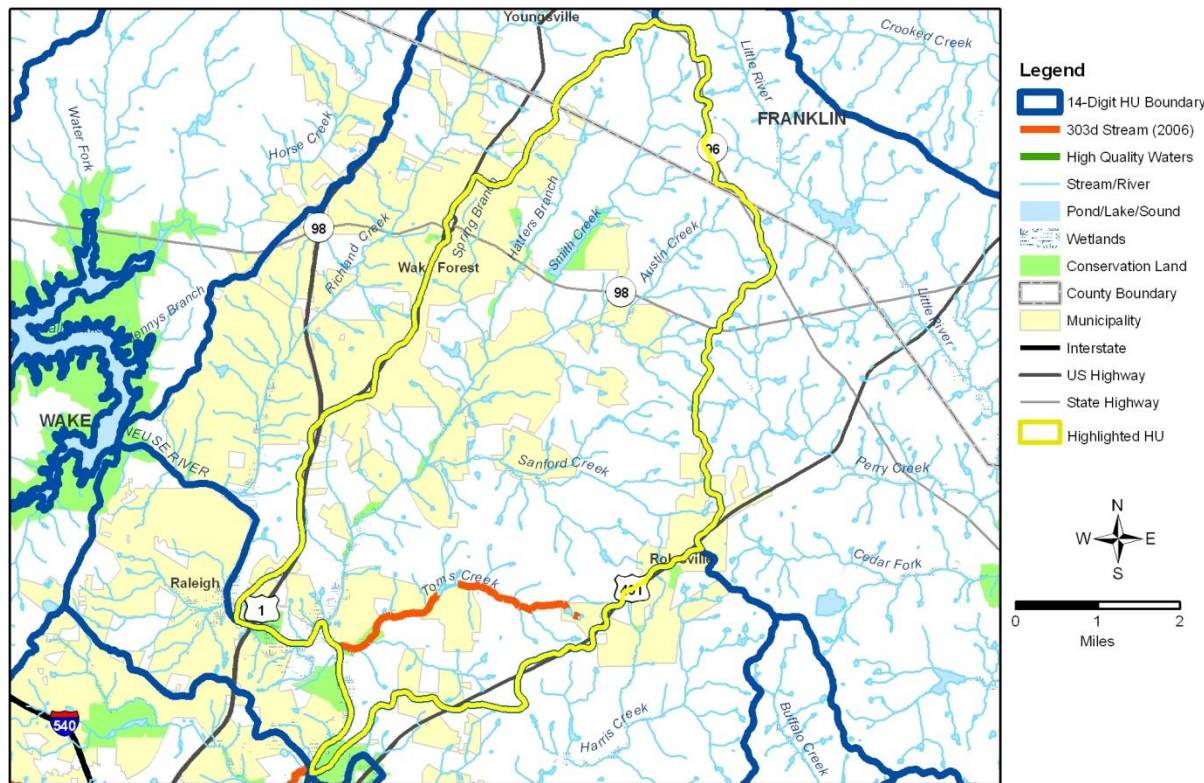 Youngsville
Crooked Creek
Little River
FRANKLIN
Water Fork
Horse Creek
96
98
Richland Creek
Spring Branch
Hatters Branch
Smith Creek
Austin Creek
Wake Forest
98
Little River
WAKE
NEUSE RIVER
Sanford Creek
Perry Creek
Raleigh
Tom's Creek
Rolesville
Cedar Fork
1
401
Harris Creek
Buffalo Creek
540
Legend
14-Digit HU Boundary
303d Stream (2006)
High Quality Waters
Stream/River
Pond/Lake/Sound
Wetlands
Conservation Land
County Boundary
Municipality
Interstate
US Highway
State Highway
Highlighted HU
N
W E
S
0 1 2
Miles